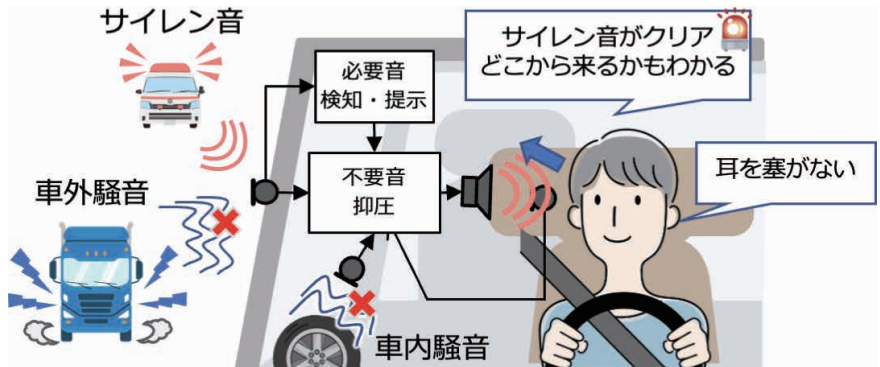 サイレン音
サイレン音がクリア
どこから来るかもわかる
必要音
検知・提示
耳を塞がない
車外騒音
不要音
抑圧
車内騒音